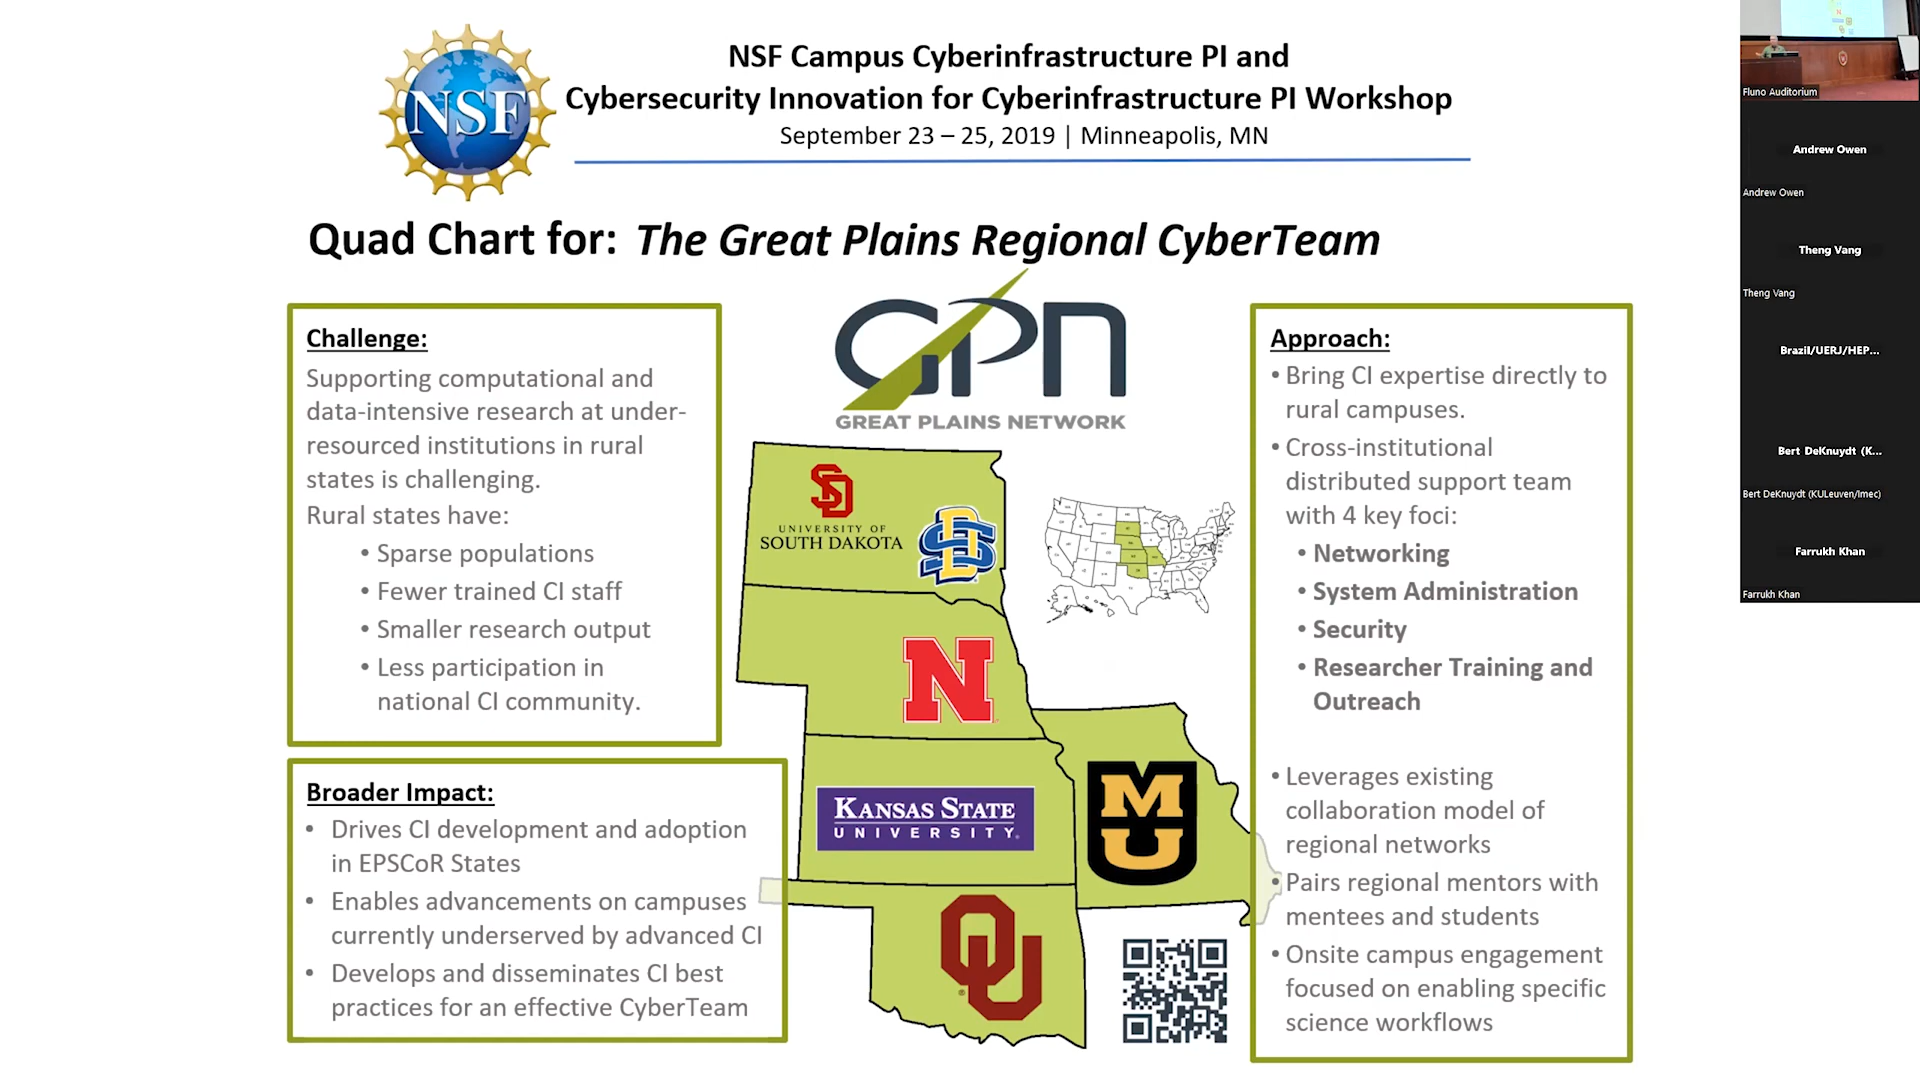 NSF
NSF Campus Cyberinfrastructure PI and
Cybersecurity Innovation for Cyberinfrastructure PI Workshop
September 23 – 25, 2019 | Minneapolis, MN
Quad Chart for: The Great Plains Regional CyberTeam
Challenge:
Supporting computational and
data-intensive research at under-
resourced institutions in rural
states is challenging.
Rural states have:
• Sparse populations
• Fewer trained CI staff
• Smaller research output
• Less participation in
national CI community.
Broader Impact:
• Drives CI development and adoption
in EPSCoR States
• Enables advancements on campuses
currently underserved by advanced CI
• Develops and disseminates CI best
practices for an effective CyberTeam
GPN
GREAT PLAINS NETWORK
SD
UNIVERSITY OF
SOUTH DAKOTA
N
KANSAS STATE
UNIVERSITY
MU
OU
Approach:
• Bring CI expertise directly to
rural campuses.
• Cross-institutional
distributed support team
with 4 key foci:
• Networking
• System Administration
• Security
• Researcher Training and
Outreach
• Leverages existing
collaboration model of
regional networks
• Pairs regional mentors with
mentees and students
• Onsite campus engagement
focused on enabling specific
science workflows
Fluno Auditorium
Andrew Owen
Andrew Owen
Theng Vang
Theng Vang
Brazil/UERJ/HEP...
Bert DeKnuydt (K...
Bert DeKnuydt (KULeuven/Imec)
Farrukh Khan
Farrukh Khan